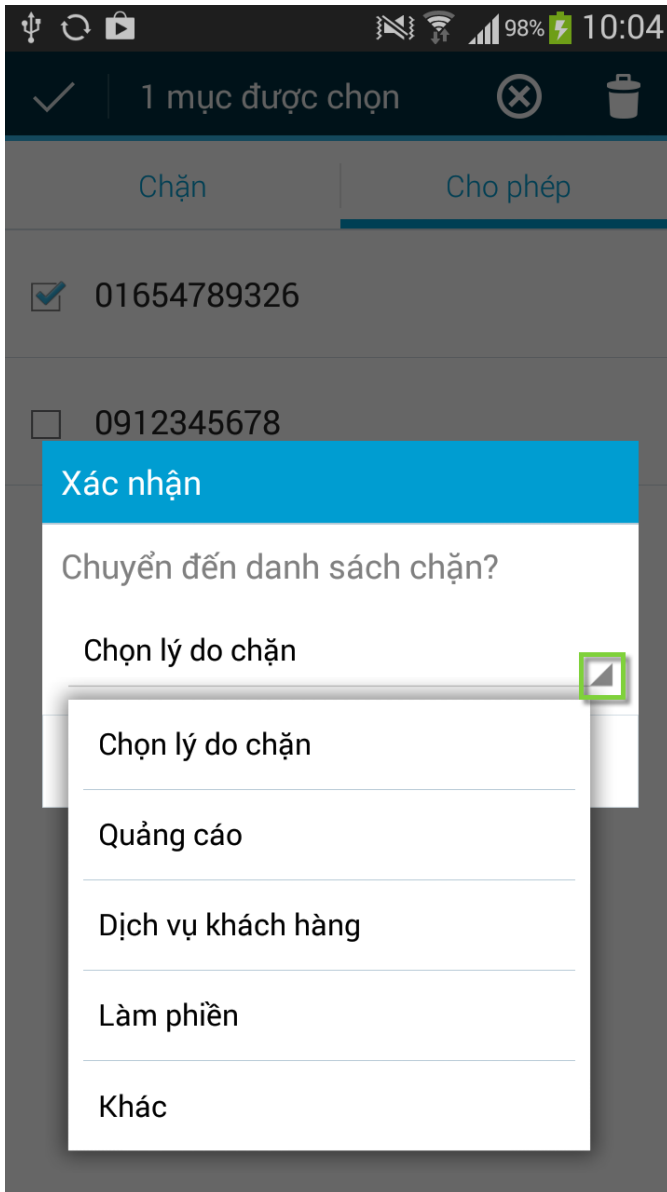 98% 10:04
1 mục được chọn
Chặn Cho phép
01654789326
0912345678
Xác nhận
Chuyển đến danh sách chặn?
Chọn lý do chặn
Chọn lý do chặn
Quảng cáo
Dịch vụ khách hàng
Làm phiền
Khác